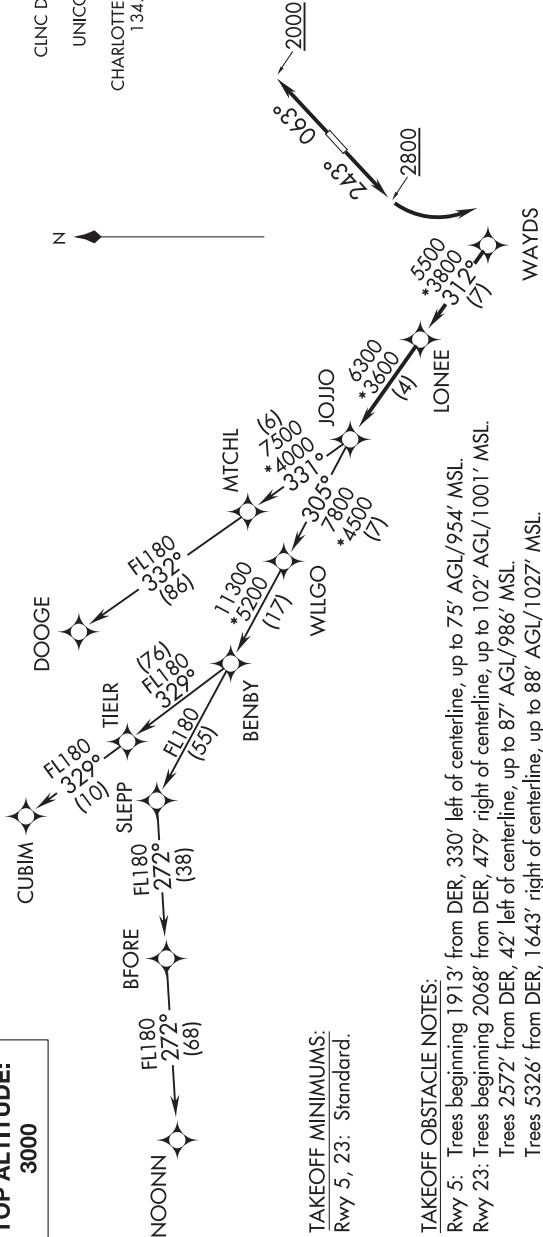 TOP ALTITUDE:
3000
CLNC D
UNICO
CHARLOTTE
134.
N
2000
063°
243°
2800
WAYDS
5500
*3800
312°
(7)
LONEE
6300
*3600
(4)
JOJJO
(6)
7500
*4000
331°
MTCHL
FL180
332°
(86)
DOOGE
305°
7800
*4500
(7)
WLLGO
11300
*5200
(17)
BENBY
(76)
FL180
329°
TIELR
FL180
329°
(10)
CUBIM
FL180
(55)
SLEPP
FL180
272°
(38)
BFORE
FL180
272°
(68)
NOONN
TAKEOFF MINIMUMS:
Rwy 5, 23: Standard.
TAKEOFF OBSTACLE NOTES:
Rwy 5: Trees beginning 1913' from DER, 330' left of centerline, up to 75' AGL/954' MSL.
Rwy 23: Trees beginning 2068' from DER, 479' right of centerline, up to 102' AGL/1001' MSL.
Trees 2572' from DER, 42' left of centerline, up to 87' AGL/986' MSL.
Trees 5326' from DER, 1643' right of centerline, up to 88' AGL/1027' MSL.